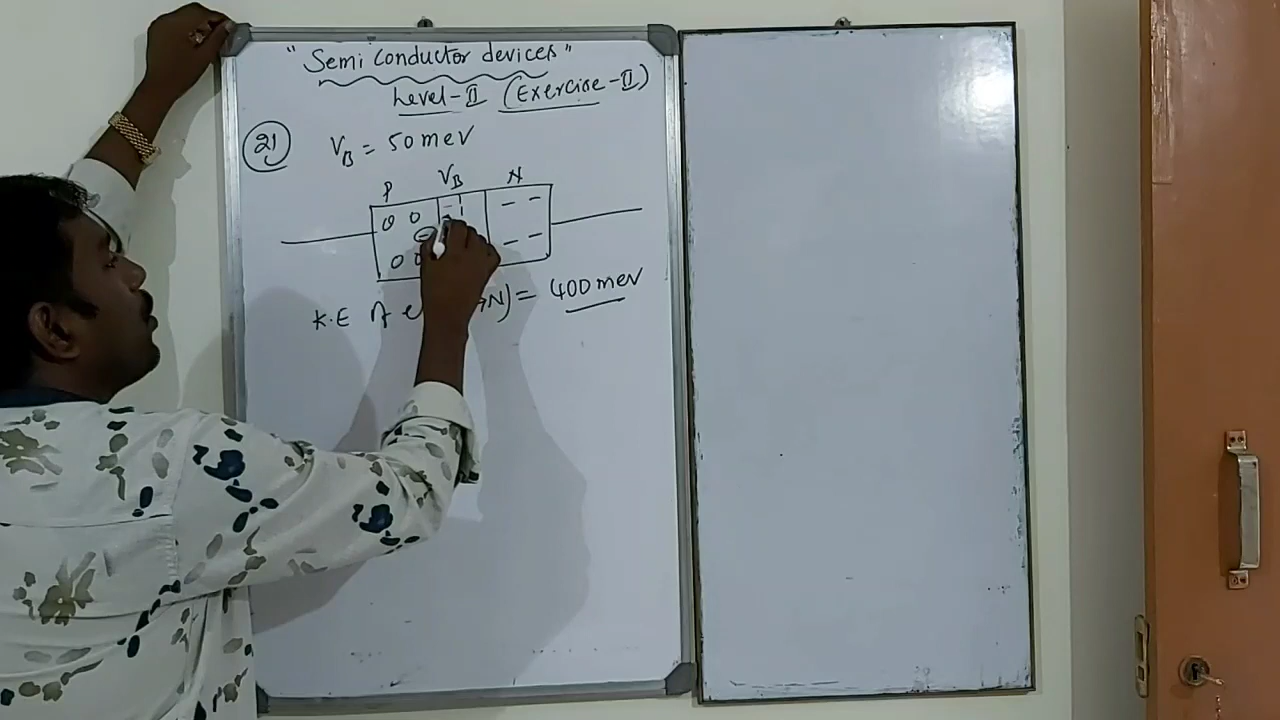 "Semi Conductor devices"
Level-II (Exercise-II)
21 V_B = 50 meV
P V_B N
K.E N) = 400 meV